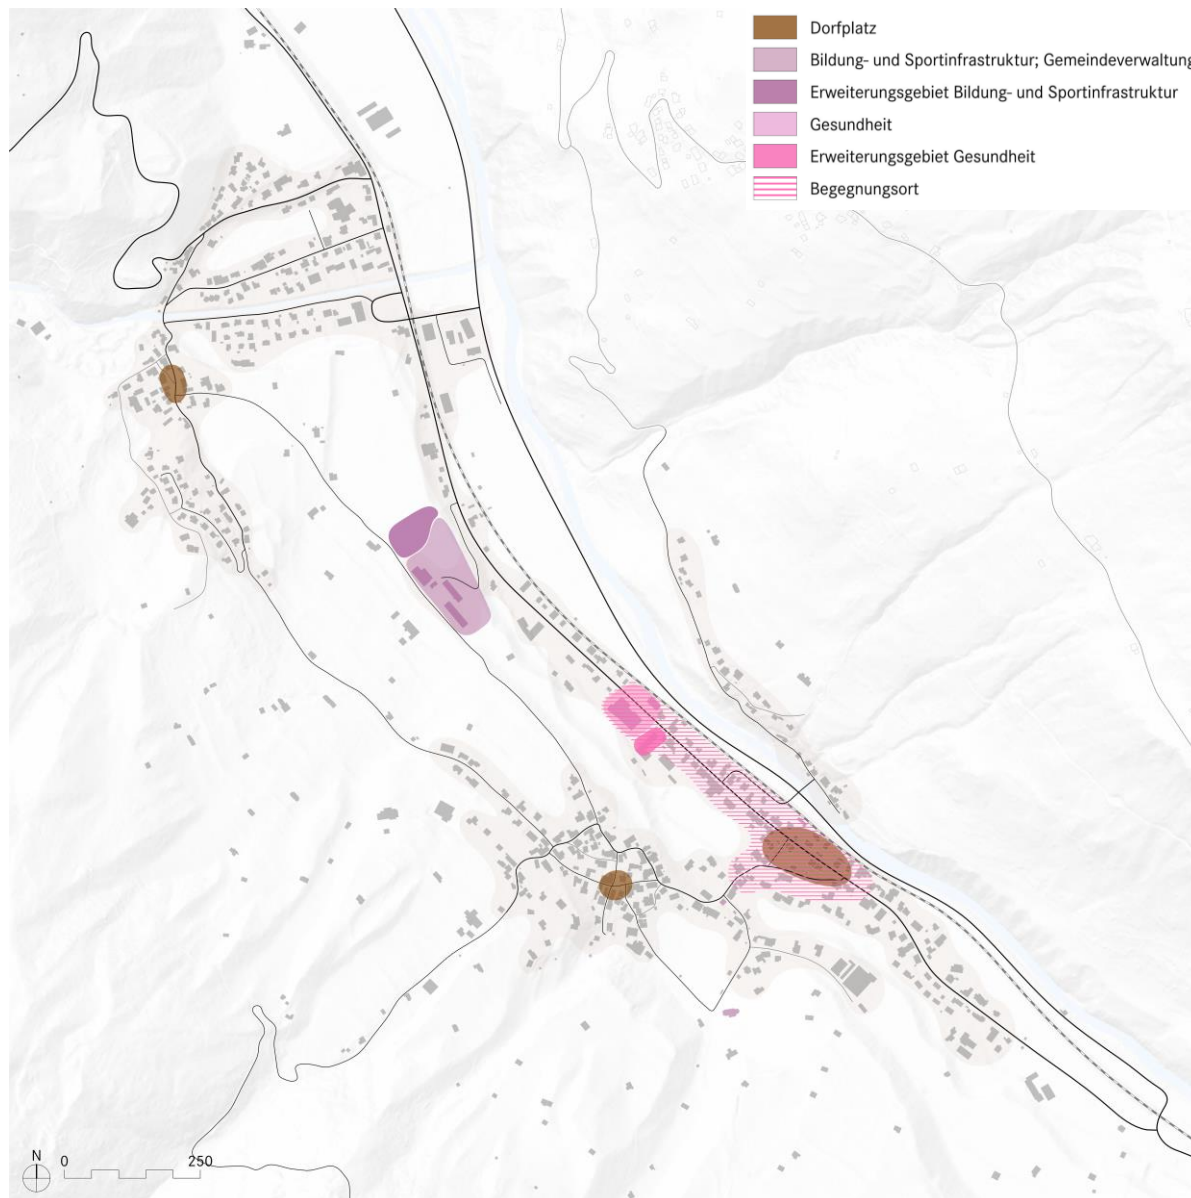 Dorfplatz
Bildung- und Sportinfrastruktur; Gemeindeverwaltung
Erweiterungsgebiet Bildung- und Sportinfrastruktur
Gesundheit
Erweiterungsgebiet Gesundheit
Begegnungsort
N
0 250